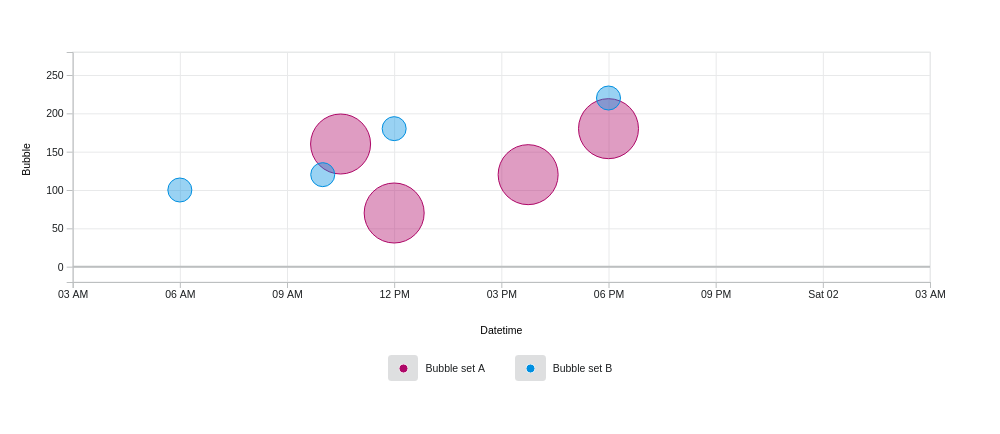 Bubble
250
200
150
100
50
0
03 AM 06 AM 09 AM 12 PM 03 PM 06 PM 09 PM Sat 02 03 AM
Datetime
Bubble set A Bubble set B